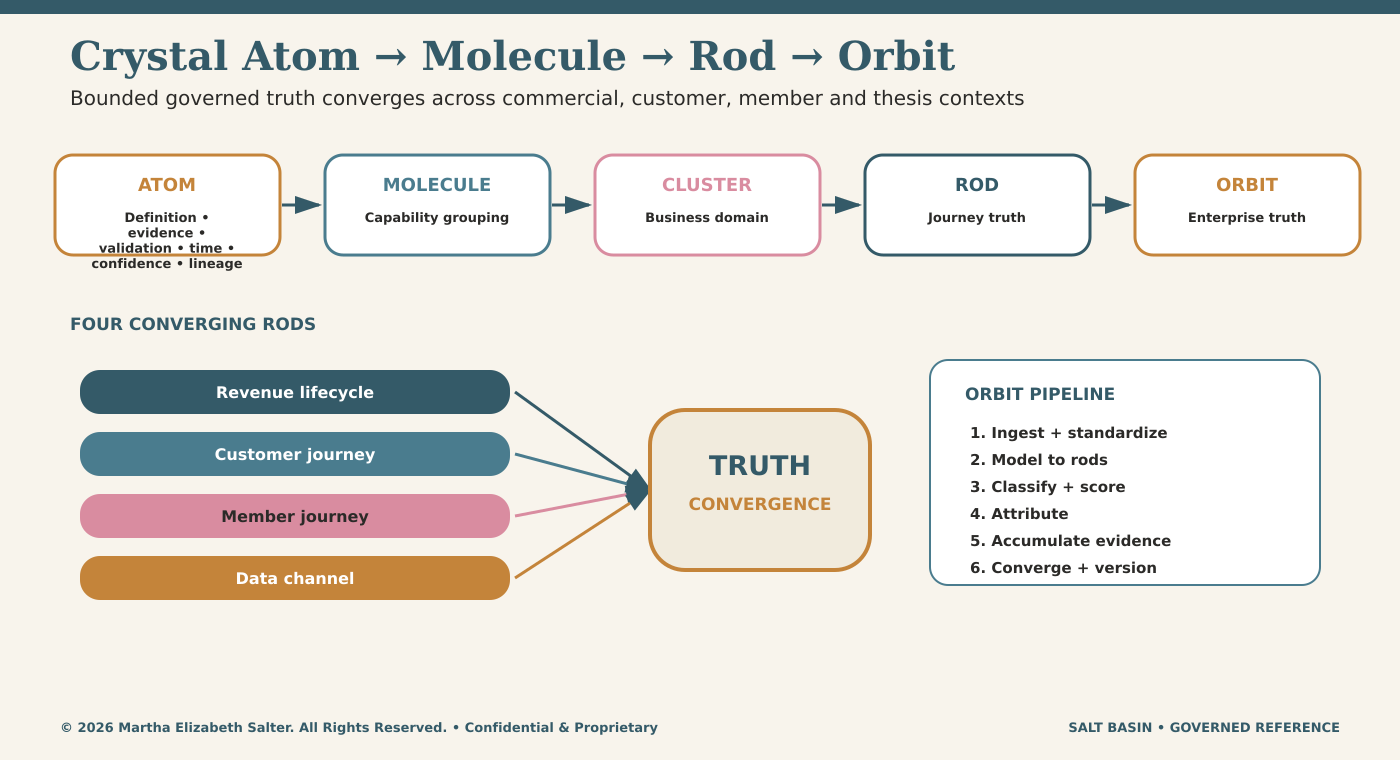 Crystal Atom → Molecule → Rod → Orbit
Bounded governed truth converges across commercial, customer, member and thesis contexts
ATOM
Definition •
evidence •
validation • time •
confidence • lineage
MOLECULE
Capability grouping
CLUSTER
Business domain
ROD
Journey truth
ORBIT
Enterprise truth
FOUR CONVERGING RODS
Revenue lifecycle
Customer journey
Member journey
Data channel
TRUTH
CONVERGENCE
ORBIT PIPELINE
1. Ingest + standardize
2. Model to rods
3. Classify + score
4. Attribute
5. Accumulate evidence
6. Converge + version
© 2026 Martha Elizabeth Salter. All Rights Reserved. • Confidential & Proprietary
SALT BASIN • GOVERNED REFERENCE